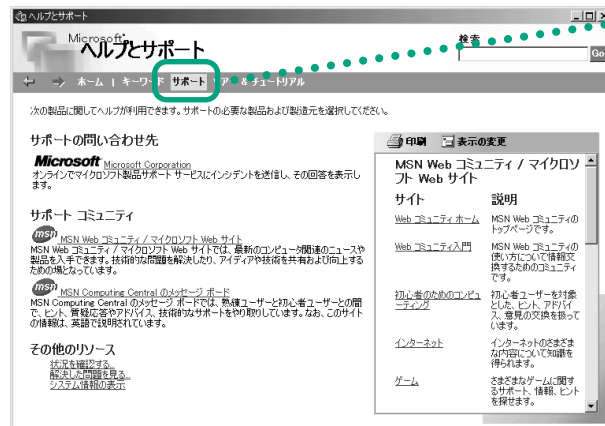 ヘルプとサポート
Microsoft
ヘルプとサポート
検索
Go
ホーム | キーワード サポート ツアー & チュートリアル
次の製品に関してヘルプが利用できます。サポートの必要な製品および製造元を選択してください。
サポートの問い合わせ先
Microsoft Microsoft Corporation
オンラインでマイクロソフト製品サポート サービスにインシデントを送信し、その回答を表示し
ます。
サポート コミュニティ
msn MSN Web コミュニティ / マイクロソフト Web サイト
MSN Web コミュニティ / マイクロソフト Web サイトでは、最新のコンピュータ関連のニュースや
製品を入手できます。技術的な問題を解決したり、アイディアや技術を共有および向上する
ための場となっています。
msn MSN Computing Central のメッセージ ボード
MSN Computing Central のメッセージ ボードでは、熟練ユーザーと初心者ユーザーとの間
で、ヒント、質疑応答やアドバイス、技術的なサポートをやり取りしています。なお、このサイト
の情報は、英語で説明されています。
その他のリソース
状況を確認する...
解決した問題を見る...
システム情報の表示
印刷 表示の変更
MSN Web コミュニティ / マイクロソ
フト Web サイト
サイト 説明
Web コミュニティ ホーム MSN Web コミュニティの
トップページです。
Web コミュニティ入門 MSN Web コミュニティの
使い方について情報交
換するためのコミュニティ
です。
初心者のためのコンピュ 初心者ユーザーを対象
ーティング とした、ヒント、アドバイ
ス、意見の交換を扱って
います。
インターネット インターネットのさまざま
な内容について知識を
得られます。
ゲーム さまざまなゲームに関す
るサポート、情報、ヒント
を探せます。